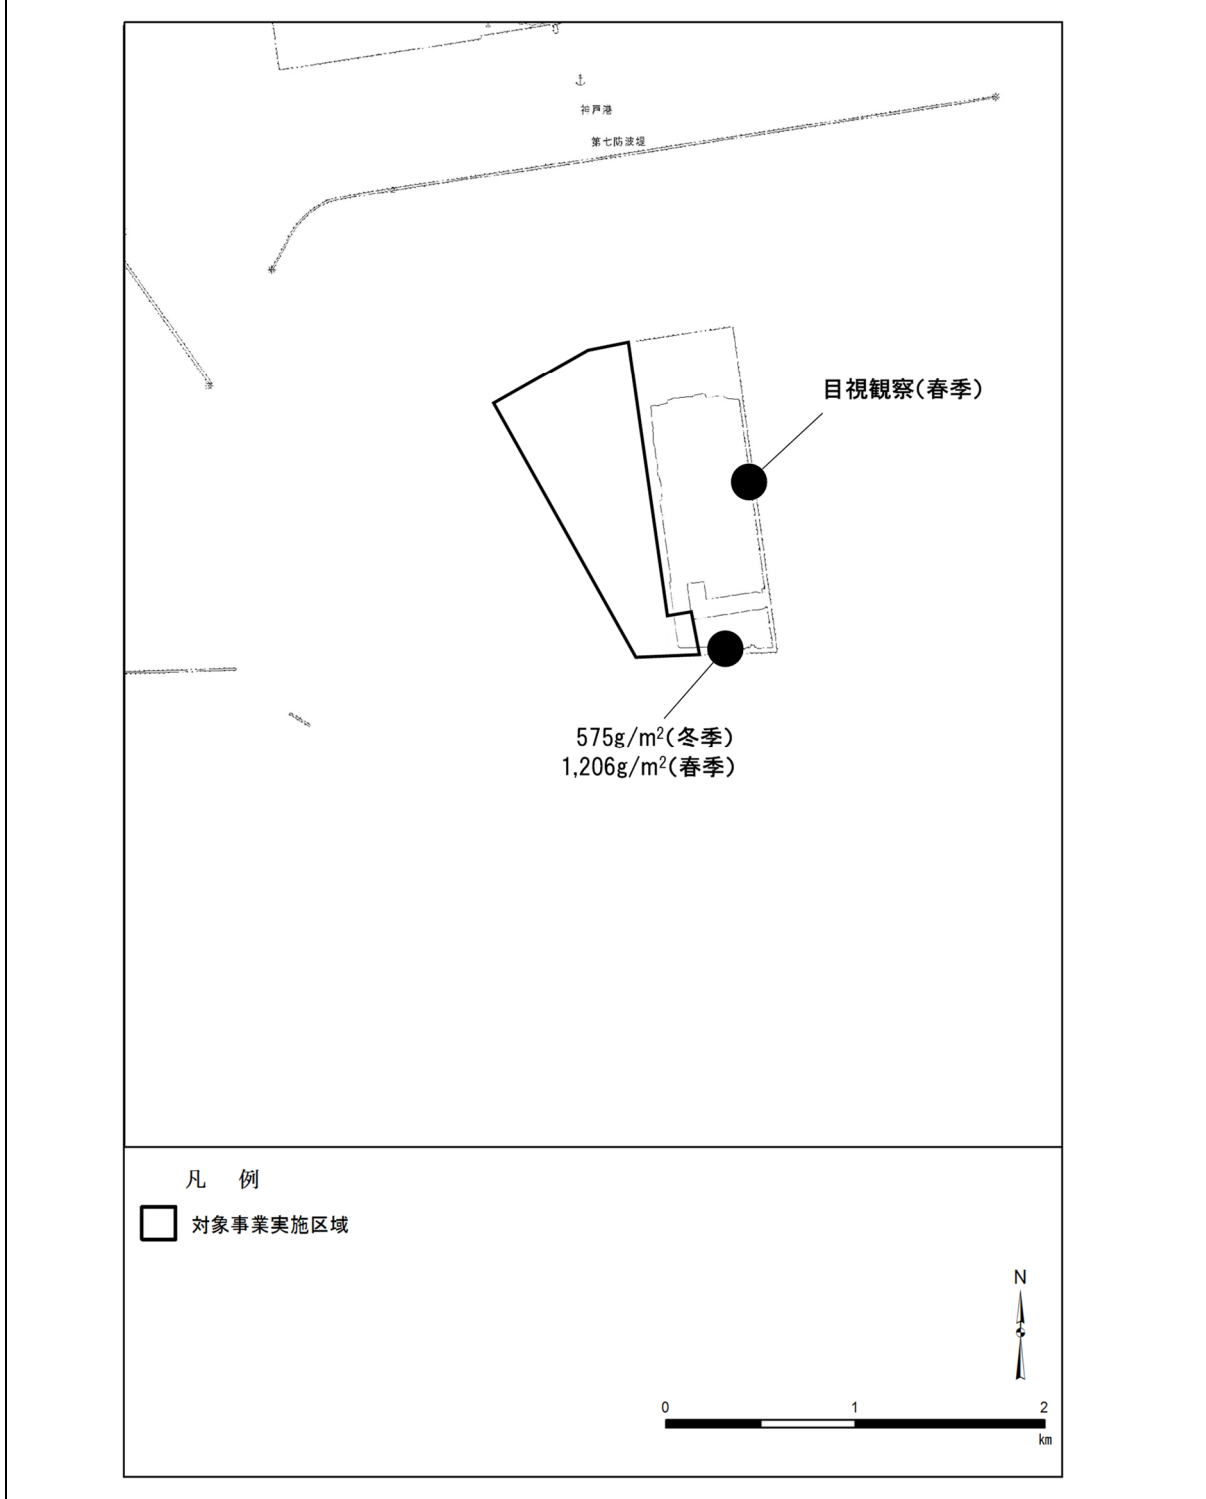 神戸港
第七防波堤
目視観察(春季)
575g/m²(冬季)
1,206g/m²(春季)
凡 例
対象事業実施区域
N
0 1 2
km